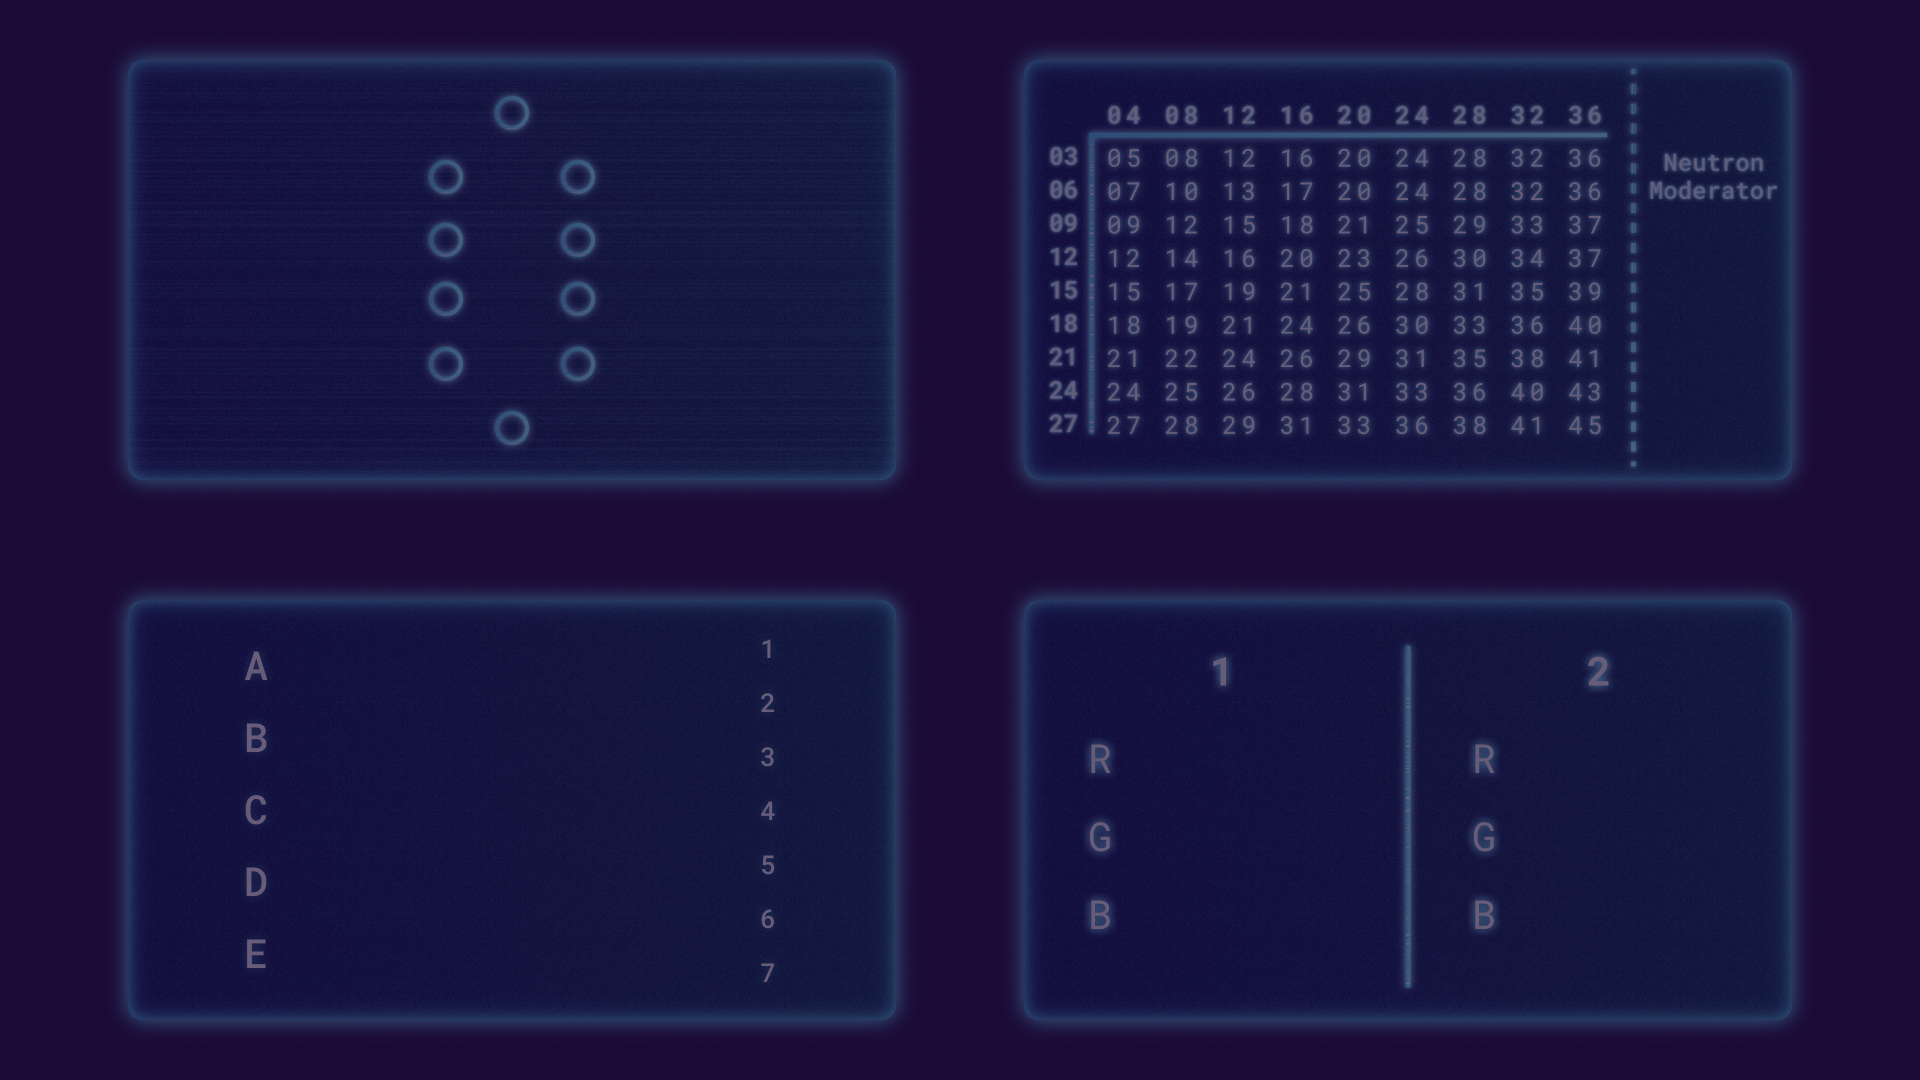 04 08 12 16 20 24 28 32 36
03 05 08 12 16 20 24 28 32 36
06 07 10 13 17 20 24 28 32 36
09 09 12 15 18 21 25 29 33 37
12 12 14 16 20 23 26 30 34 37
15 15 17 19 21 25 28 31 35 39
18 18 19 21 24 26 30 33 36 40
21 21 22 24 26 29 31 35 38 41
24 24 25 26 28 31 33 36 40 43
27 27 28 29 31 33 36 38 41 45
Neutron
Moderator
A
B
C
D
E
1
2
3
4
5
6
7
1
R
G
B
2
R
G
B